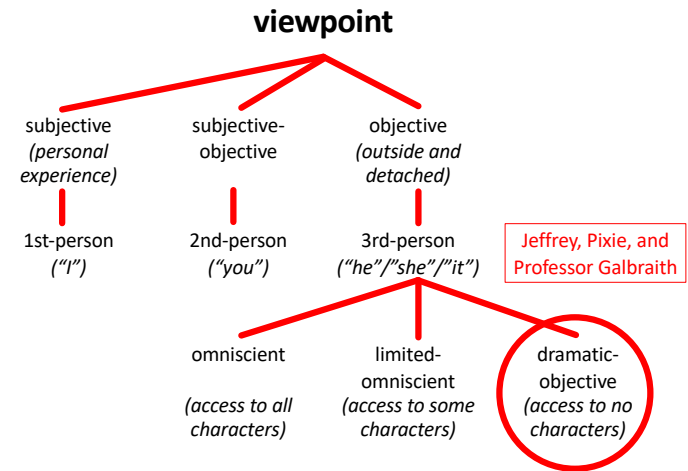 viewpoint
subjective
(personal
experience)
subjective-
objective
objective
(outside and
detached)
1st-person
(“I”)
2nd-person
(“you”)
3rd-person
(“he”/”she”/”it”)
Jeffrey, Pixie, and
Professor Galbraith
omniscient
(access to all
characters)
limited-
omniscient
(access to some
characters)
dramatic-
objective
(access to no
characters)